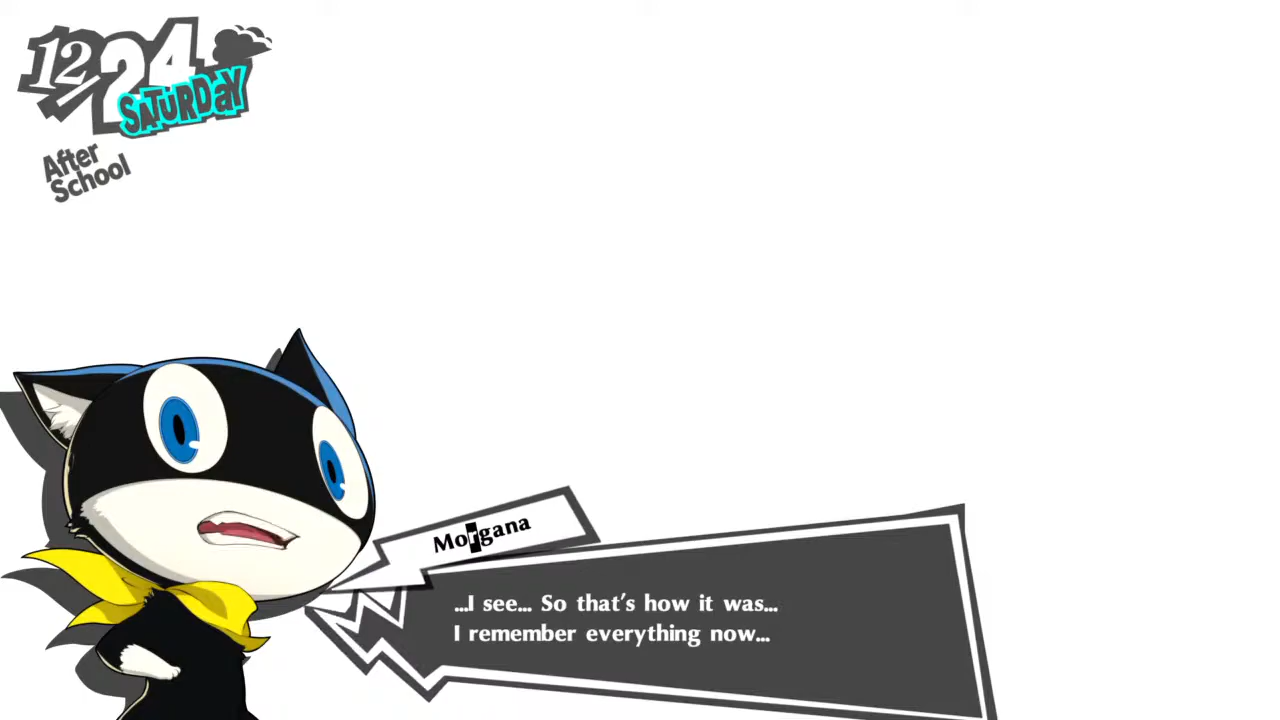 12/24
SATURDAY
After
School
Morgana
...I see... So that's how it was...
I remember everything now...